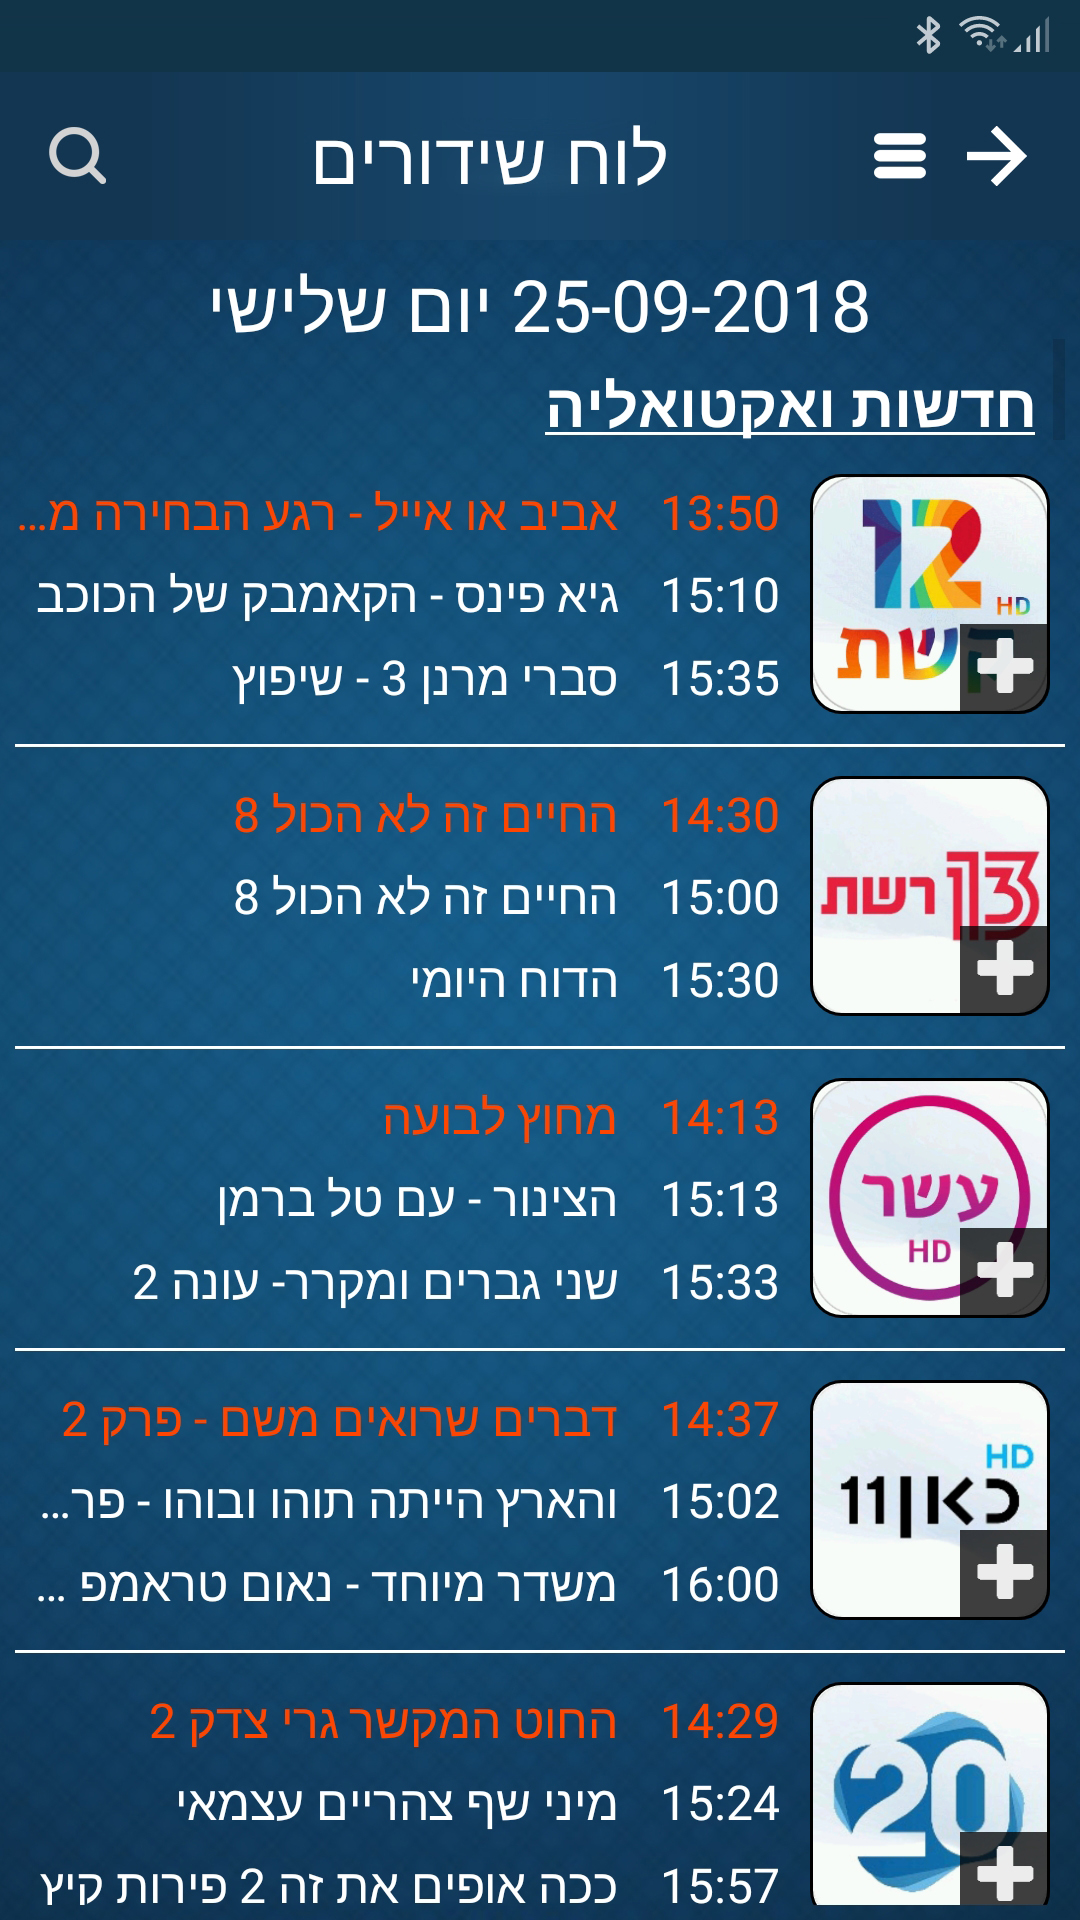 לוח שידורים
25-09-2018 יום שלישי
חדשות ואקטואליה
12
HD
קשת
13:50 אביב או אייל - רגע הבחירה מ...
15:10 גיא פינס - הקאמבק של הכוכב
15:35 סברי מרנן 3 - שיפוץ
13 רשת
14:30 החיים זה לא הכול 8
15:00 החיים זה לא הכול 8
15:30 הדוח היומי
עשר
HD
14:13 מחוץ לבועה
15:13 הצינור - עם טל ברמן
15:33 שני גברים ומקרר- עונה 2
HD
כאן 11
14:37 דברים שרואים משם - פרק 2
15:02 והארץ הייתה תוהו ובוהו - פר...
16:00 משדר מיוחד - נאום טראמפ ...
20
14:29 החוט המקשר גרי צדק 2
15:24 מיני שף צהריים עצמאי
15:57 ככה אופים את זה 2 פירות קיץ